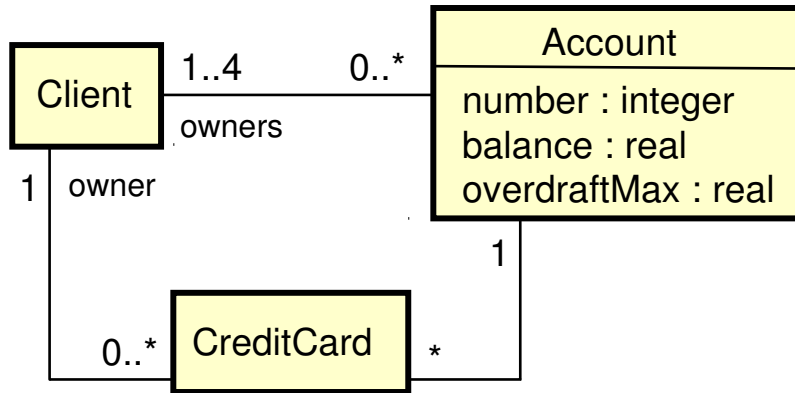 Account
Client
1..4
0..*
number : integer
balance : real
overdraftMax : real
owners
1
owner
1
0..*
CreditCard
*